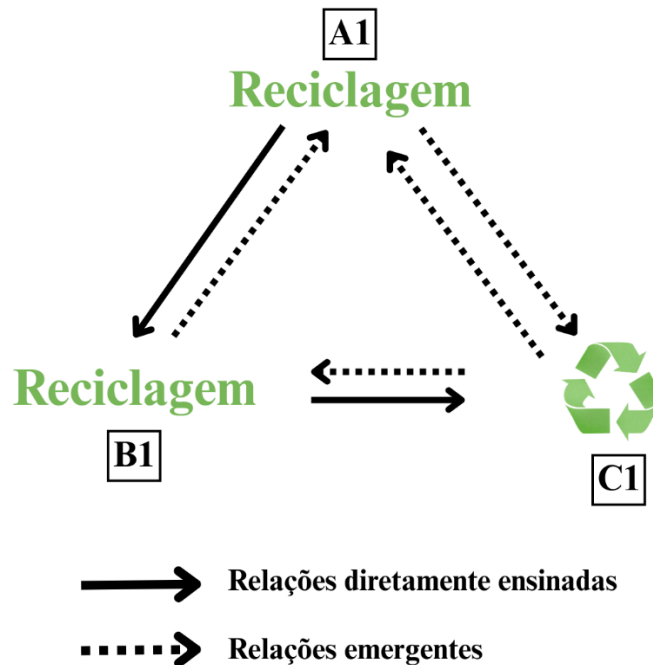 A1
Reciclagem
Reciclagem
B1
C1
Relações diretamente ensinadas
Relações emergentes